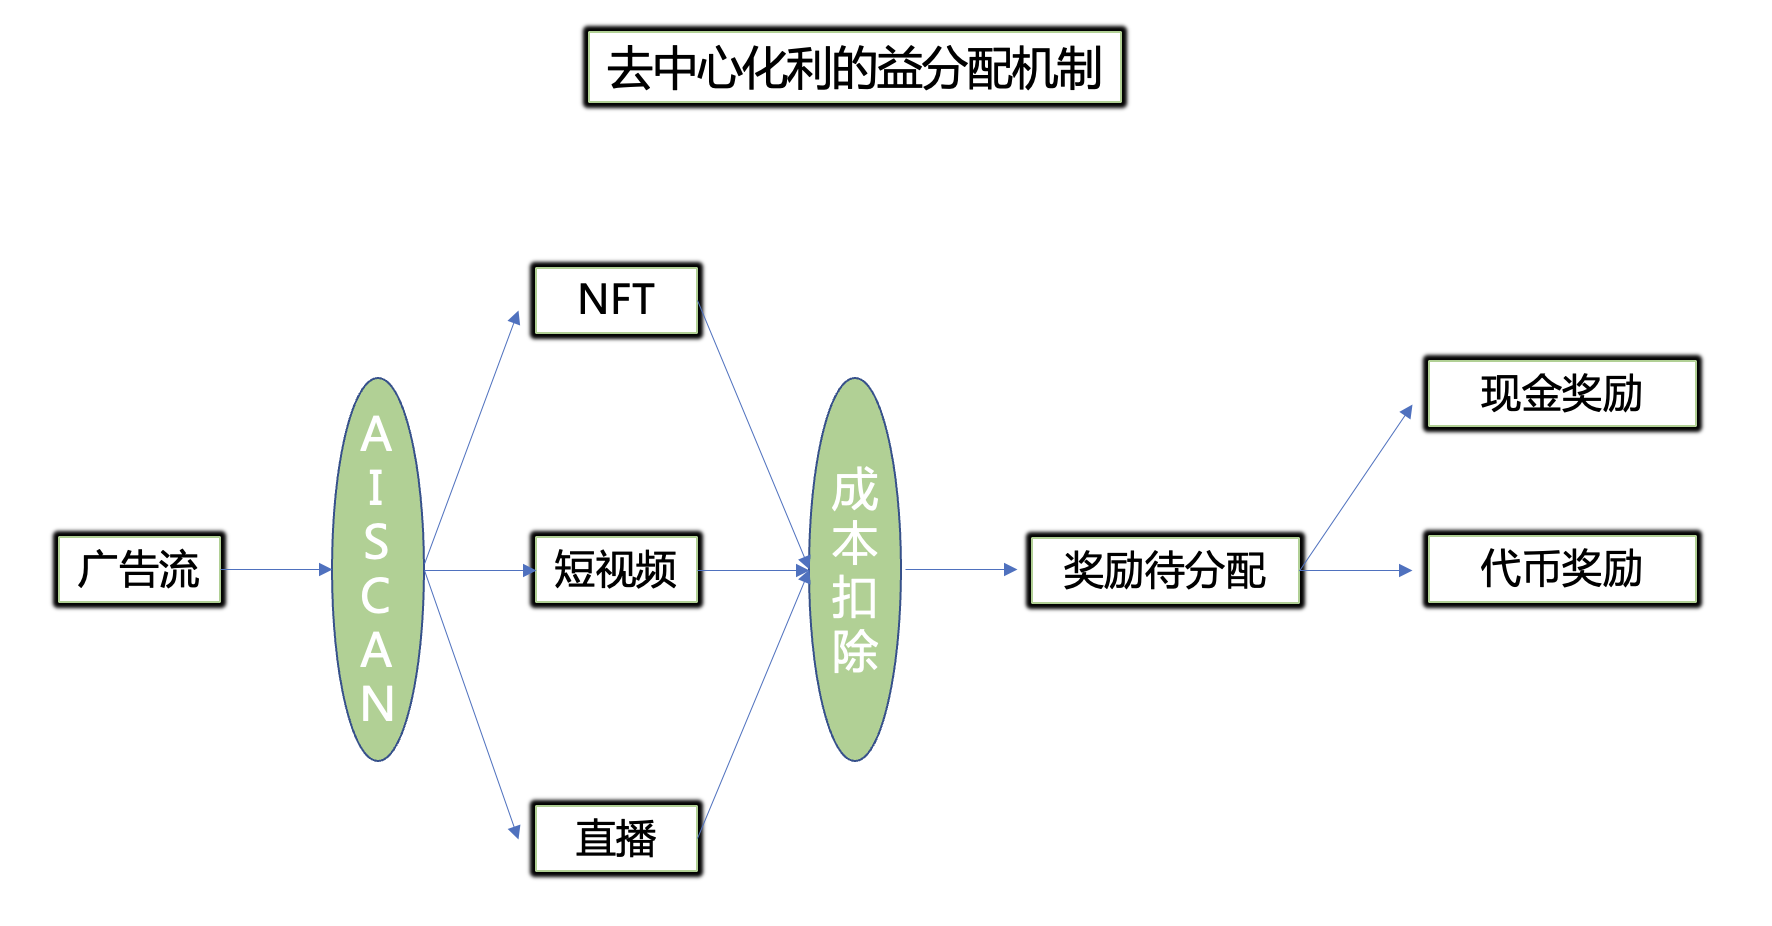 去中心化利的益分配机制
NFT
现金奖励
AISCAN
成本扣除
广告流
短视频
奖励待分配
代币奖励
直播